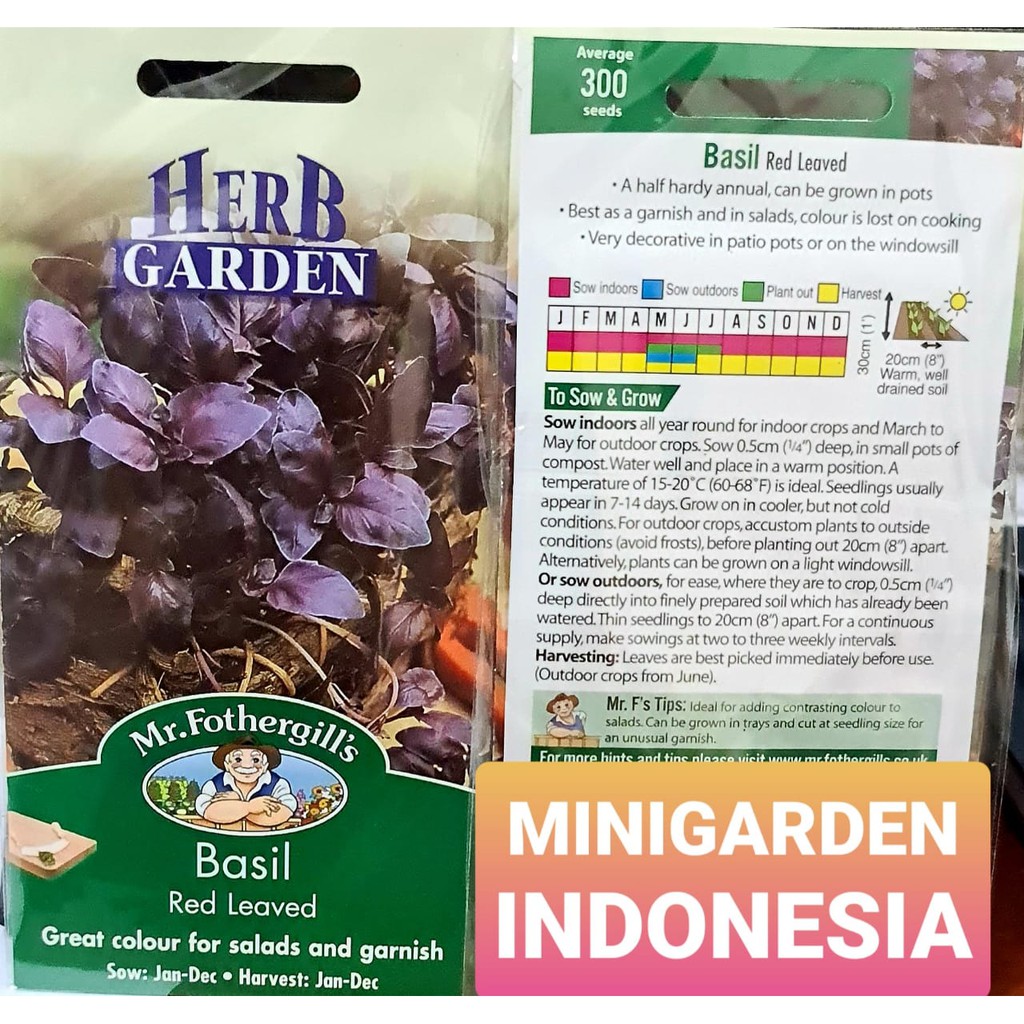 HERB
GARDEN
Mr. Fothergill's
Basil
Red Leaved
Great colour for salads and garnish
Sow: Jan-Dec • Harvest: Jan-Dec
Average
300
seeds
Basil Red Leaved
• A half hardy annual, can be grown in pots
• Best as a garnish and in salads, colour is lost on cooking
• Very decorative in patio pots or on the windowsill
Sow indoors Sow outdoors Plant out Harvest
J F M A M J J A S O N D
30cm (1')
20cm (8")
Warm, well
drained soil
To Sow & Grow
Sow indoors all year round for indoor crops and March to
May for outdoor crops. Sow 0.5cm (1/4") deep, in small pots of
compost. Water well and place in a warm position. A
temperature of 15-20°C (60-68°F) is ideal. Seedlings usually
appear in 7-14 days. Grow on in cooler, but not cold
conditions. For outdoor crops, accustom plants to outside
conditions (avoid frosts), before planting out 20cm (8") apart.
Alternatively, plants can be grown on a light windowsill.
Or sow outdoors, for ease, where they are to crop, 0.5cm (1/4")
deep directly into finely prepared soil which has already been
watered. Thin seedlings to 20cm (8") apart. For a continuous
supply, make sowings at two to three weekly intervals.
Harvesting: Leaves are best picked immediately before use.
(Outdoor crops from June).
Mr. F's Tips: Ideal for adding contrasting colour to
salads. Can be grown in trays and cut at seedling size for
an unusual garnish.
For more hints and tips please visit www.mrfothergills.co.uk
MINIGARDEN
INDONESIA